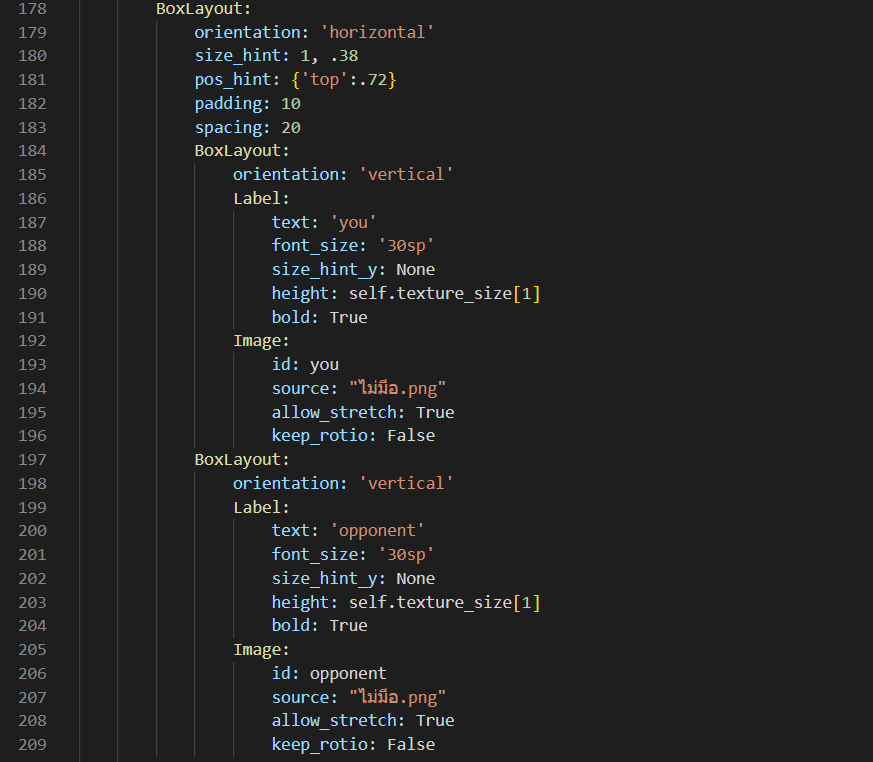 178 BoxLayout:
179 orientation: 'horizontal'
180 size_hint: 1, .38
181 pos_hint: {'top':.72}
182 padding: 10
183 spacing: 20
184 BoxLayout:
185 orientation: 'vertical'
186 Label:
187 text: 'you'
188 font_size: '30sp'
189 size_hint_y: None
190 height: self.texture_size[1]
191 bold: True
192 Image:
193 id: you
194 source: "ไม่มือ.png"
195 allow_stretch: True
196 keep_rotio: False
197 BoxLayout:
198 orientation: 'vertical'
199 Label:
200 text: 'opponent'
201 font_size: '30sp'
202 size_hint_y: None
203 height: self.texture_size[1]
204 bold: True
205 Image:
206 id: opponent
207 source: "ไม่มือ.png"
208 allow_stretch: True
209 keep_rotio: False